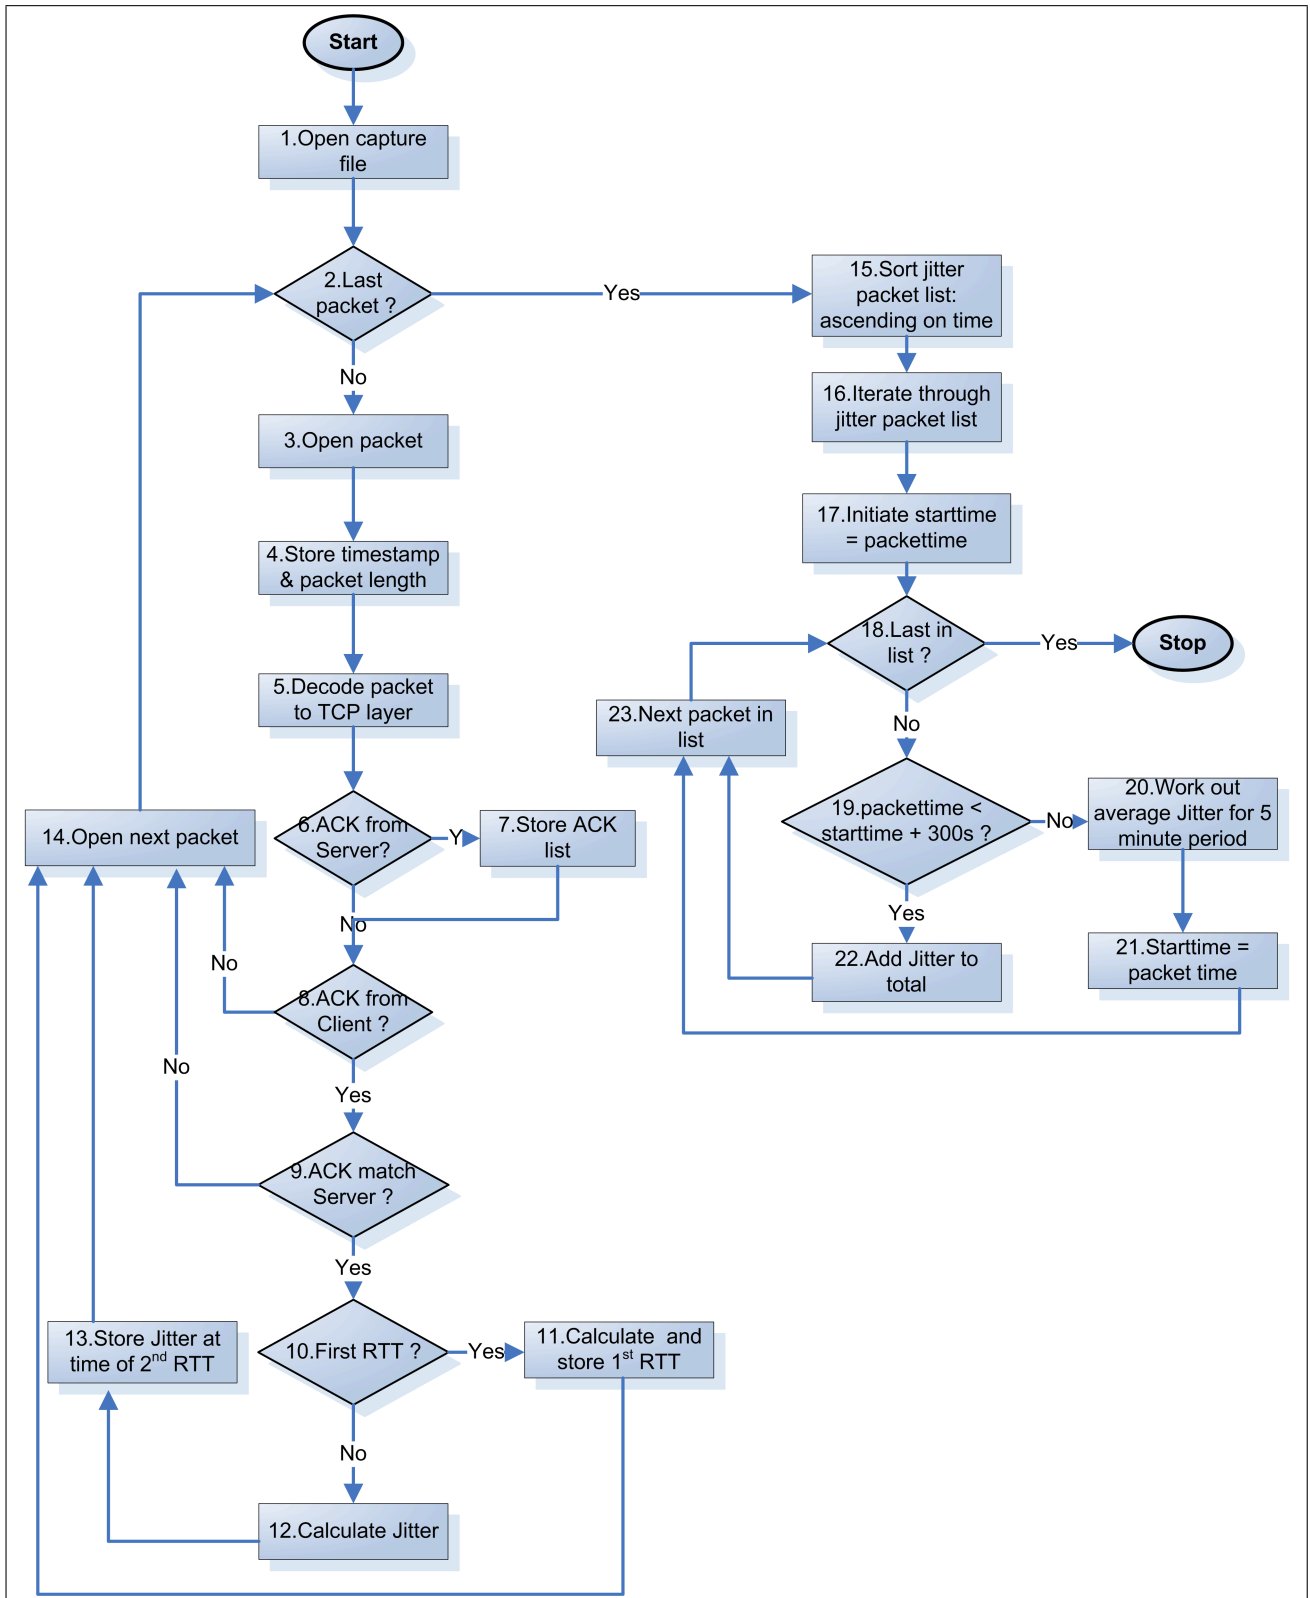 Start
1.Open capture
file
2.Last
packet ?
Yes
No
3.Open packet
4.Store timestamp
& packet length
5.Decode packet
to TCP layer
6.ACK from
Server?
Y
7.Store ACK
list
No
8.ACK from
Client ?
No
Yes
9.ACK match
Server ?
No
Yes
10.First RTT ?
Yes
11.Calculate and
store 1st RTT
No
12.Calculate Jitter
13.Store Jitter at
time of 2nd RTT
14.Open next packet
15.Sort jitter
packet list:
ascending on time
16.Iterate through
jitter packet list
17.Initiate starttime
= packettime
18.Last in
list ?
Yes
Stop
No
19.packettime <
starttime + 300s ?
No
20.Work out
average Jitter for 5
minute period
21.Starttime =
packet time
Yes
22.Add Jitter to
total
23.Next packet in
list